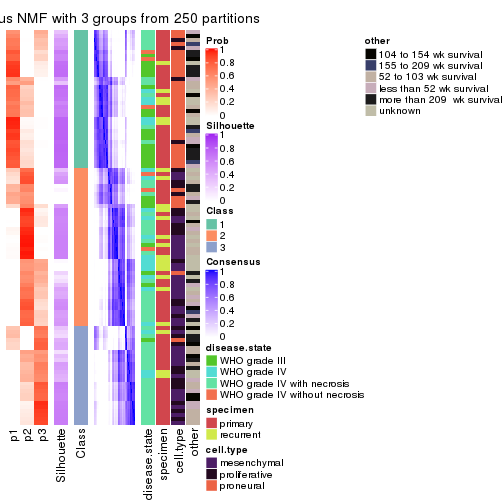 us NMF with 3 groups from 250 partitions
Prob
1
0.8
0.6
0.4
0.2
0
Silhouette
1
0.8
0.6
0.4
0.2
0
Class
1
2
3
Consensus
1
0.8
0.6
0.4
0.2
0
disease.state
WHO grade III
WHO grade IV
WHO grade IV with necrosis
WHO grade IV without necrosis
specimen
primary
recurrent
cell.type
mesenchymal
proliferative
proneural
other
104 to 154 wk survival
155 to 209 wk survival
52 to 103 wk survival
less than 52 wk survival
more than 209  wk survival
unknown
p1
p2
p3
Silhouette
Class
disease.state
specimen
cell.type
other